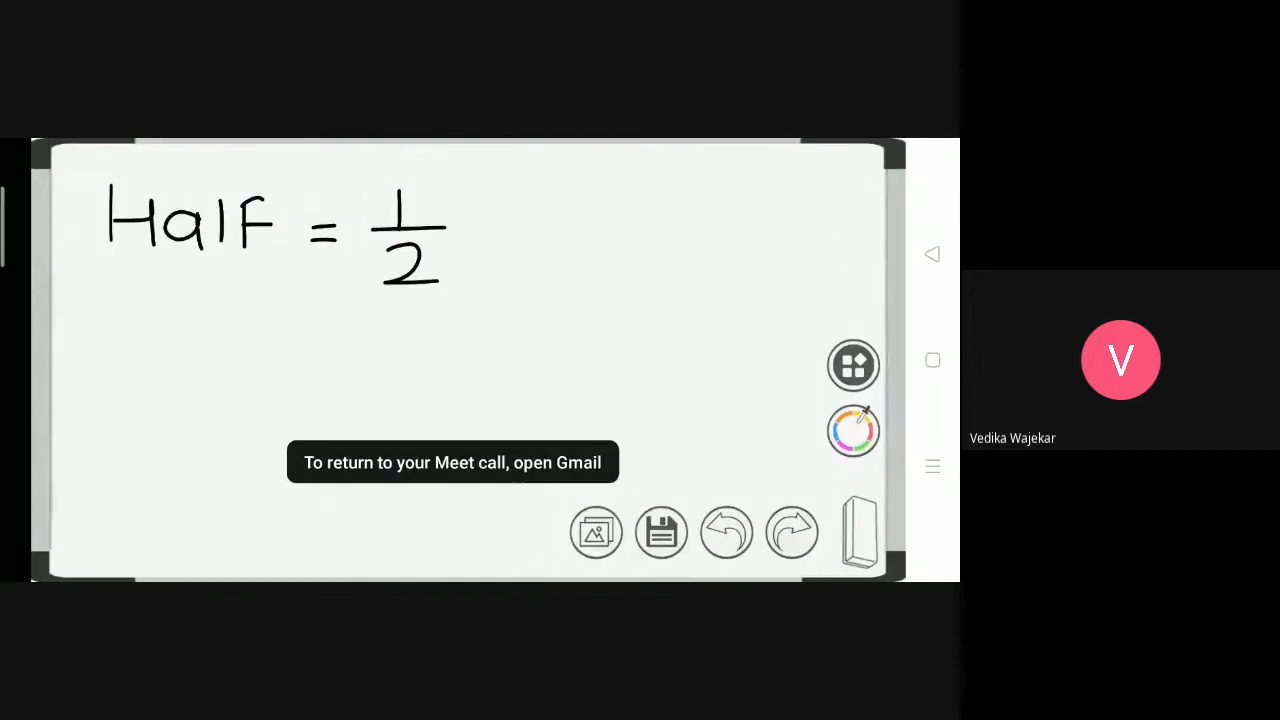 Half = 1/2
To return to your Meet call, open Gmail
V
Vedika Wajekar